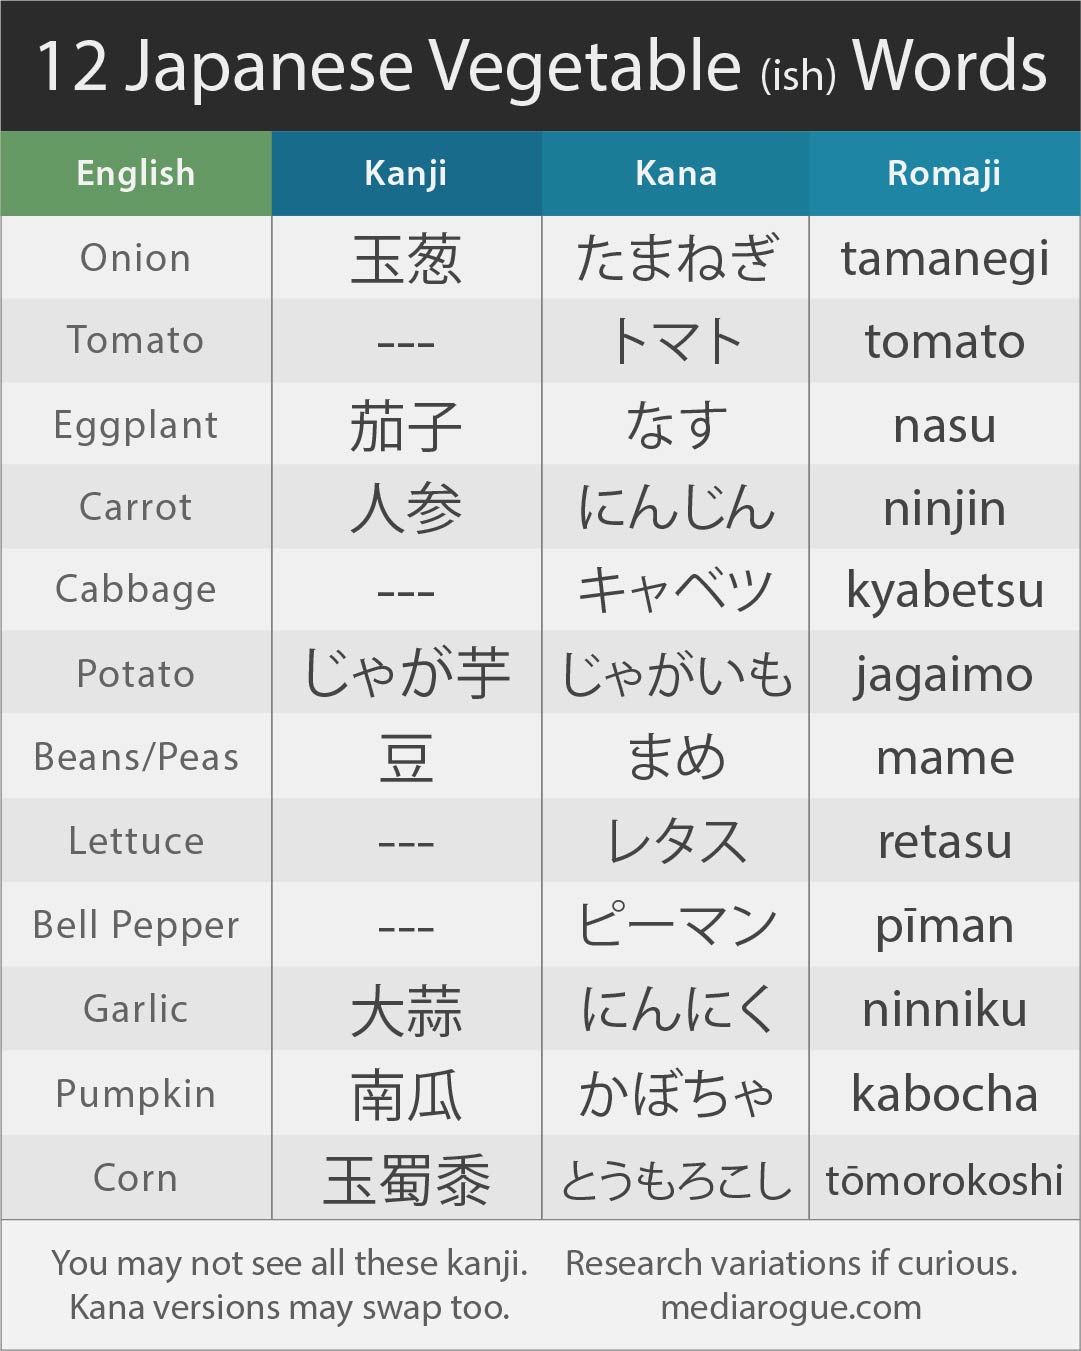 12 Japanese Vegetable (ish) Words
English Kanji Kana Romaji
Onion 玉葱 たまねぎ tamanegi
Tomato --- トマト tomato
Eggplant 茄子 なす nasu
Carrot 人参 にんじん ninjin
Cabbage --- キャベツ kyabetsu
Potato じゃが芋 じゃがいも jagaimo
Beans/Peas 豆 まめ mame
Lettuce --- レタス retasu
Bell Pepper --- ピーマン pīman
Garlic 大蒜 にんにく ninniku
Pumpkin 南瓜 かぼちゃ kabocha
Corn 玉蜀黍 とうもろこし tōmorokoshi
You may not see all these kanji.
Kana versions may swap too.
Research variations if curious.
mediarogue.com